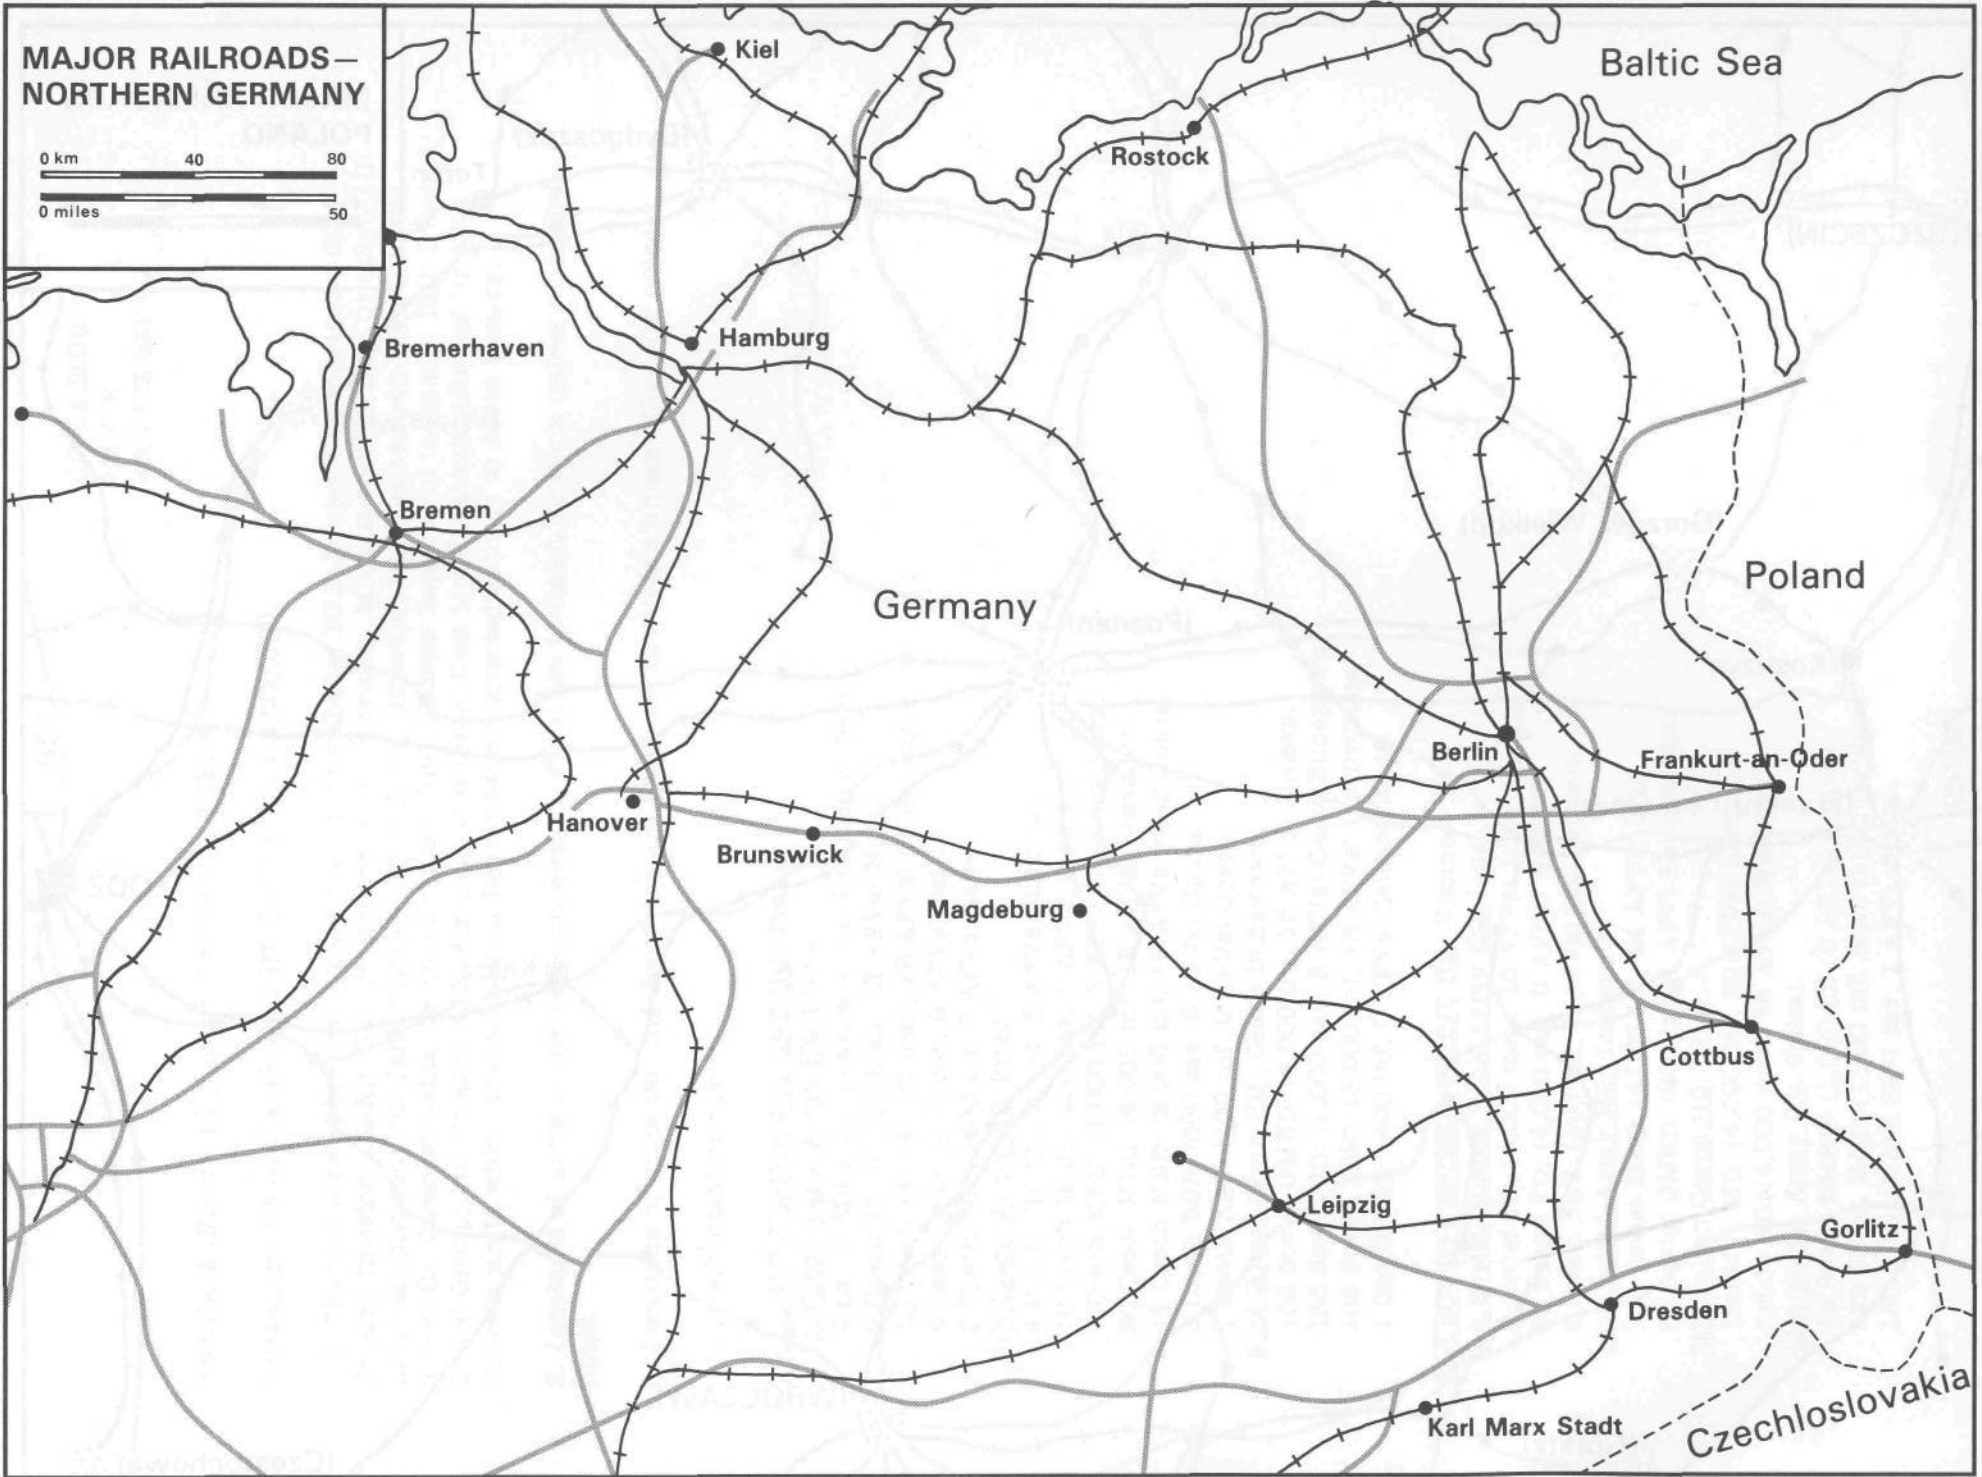 MAJOR RAILROADS—
NORTHERN GERMANY
0 km 40 80
0 miles 50
Kiel
Baltic Sea
Rostock
Hamburg
Bremerhaven
Bremen
Germany
Poland
Berlin
Frankurt-an-Oder
Hanover
Brunswick
Magdeburg
Cottbus
Leipzig
Gorlitz
Dresden
Karl Marx Stadt
Czechloslovakia